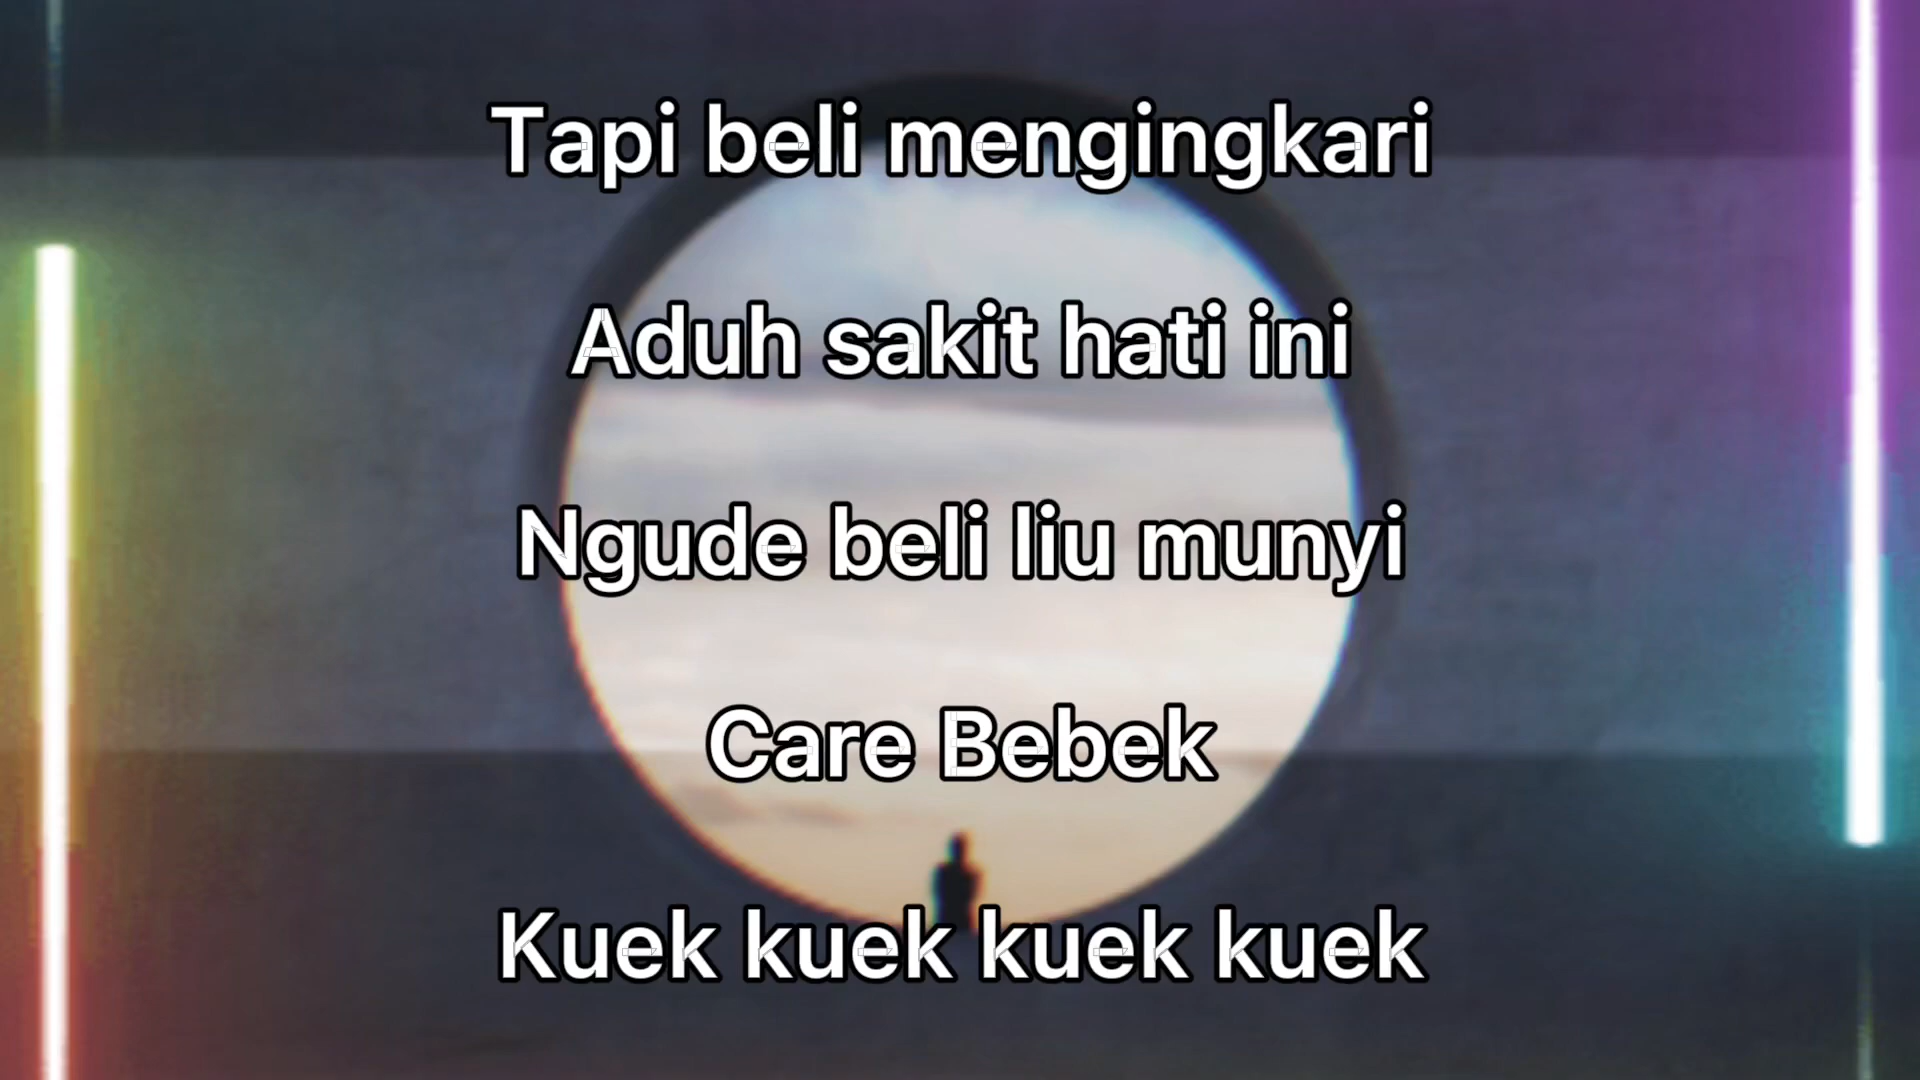 Tapi beli mengingkari
Aduh sakit hati ini
Ngude beli liu munyi
Care Bebek
Kuek kuek kuek kuek